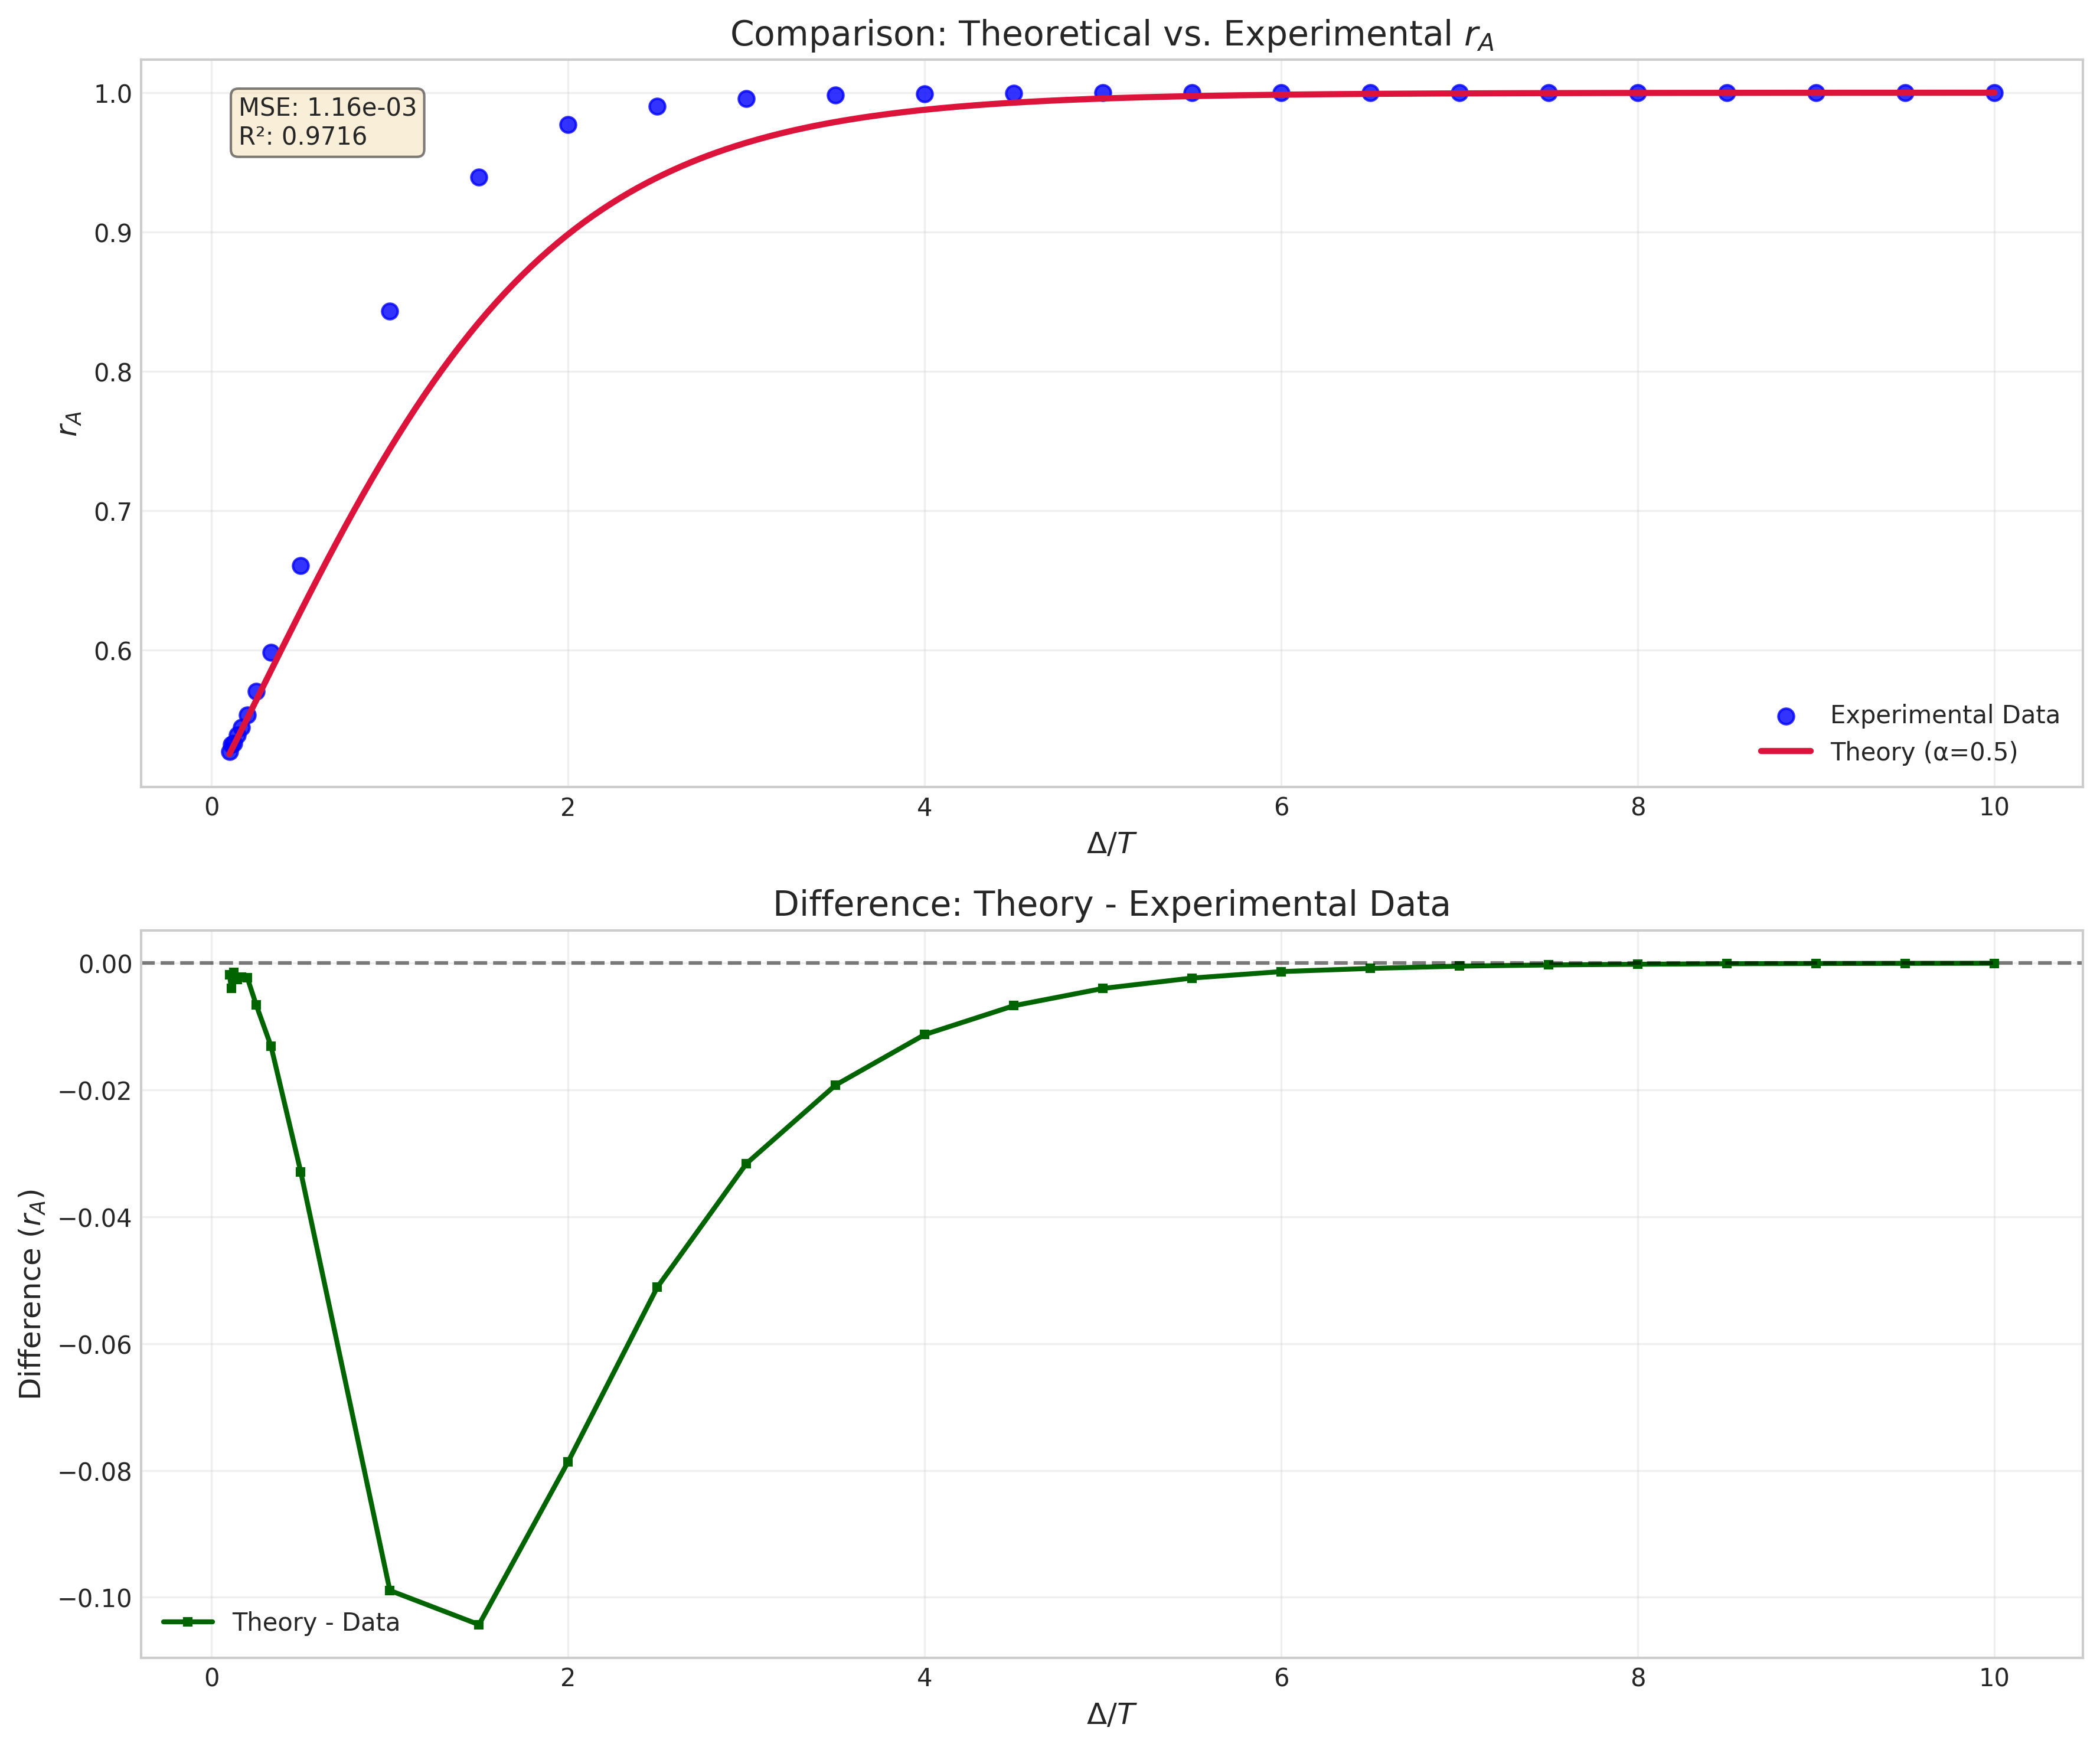 Comparison: Theoretical vs. Experimental r_A
MSE: 1.16e-03
R²: 0.9716
1.0
0.9
0.8
0.7
0.6
r_A
Experimental Data
Theory (α=0.5)
0 2 4 6 8 10
Δ/T
Difference: Theory - Experimental Data
0.00
−0.02
−0.04
−0.06
−0.08
−0.10
Difference (r_A)
Theory - Data
0 2 4 6 8 10
Δ/T